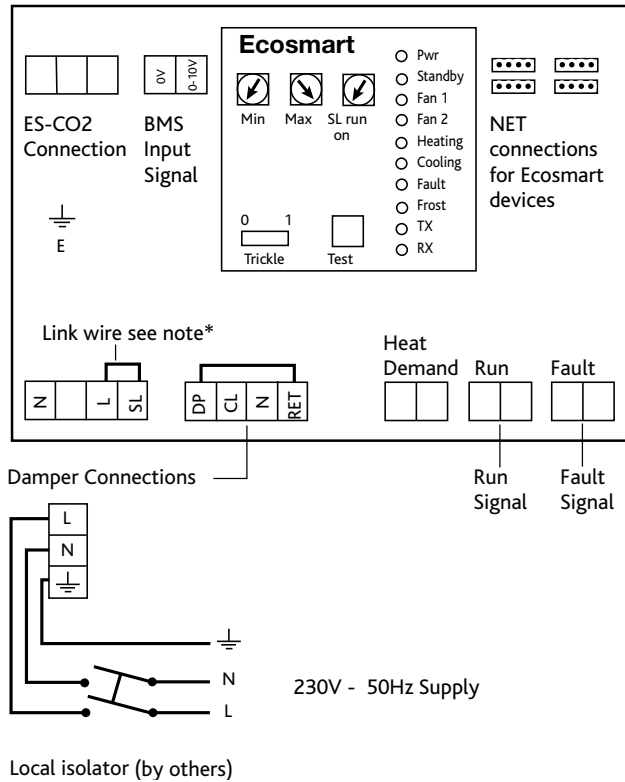 Ecosmart
Pwr
Standby
Fan 1
Fan 2
Heating
Cooling
Fault
Frost
TX
RX
Min
Max
SL run
on
0
1
Trickle
Test
ES-CO2
Connection
0V
0-10V
BMS
Input
Signal
E
NET
connections
for Ecosmart
devices
Link wire see note*
N
L
SL
DP
CL
N
RET
Heat
Demand
Run
Fault
Damper Connections
Run
Signal
Fault
Signal
L
N
N
L
230V - 50Hz Supply
Local isolator (by others)